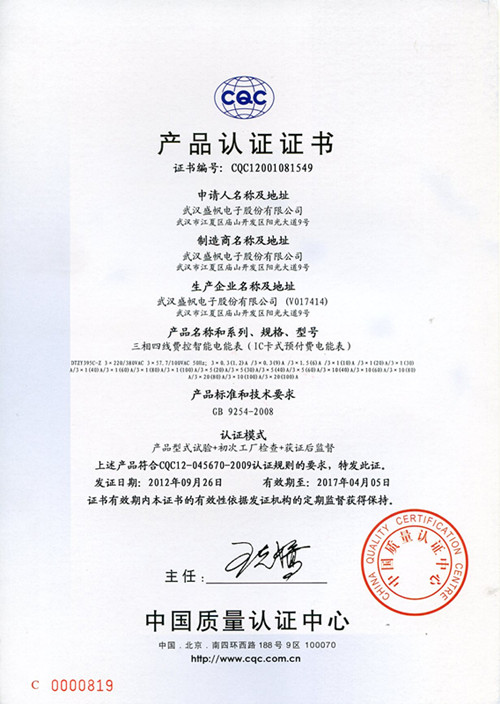 CQC
产品认证证书
证书编号: CQC12001081549
申请人名称及地址
武汉盛帆电子股份有限公司
武汉市江夏区庙山开发区阳光大道9号
制造商名称及地址
武汉盛帆电子股份有限公司
武汉市江夏区庙山开发区阳光大道9号
生产企业名称及地址
武汉盛帆电子股份有限公司 (V017414)
武汉市江夏区庙山开发区阳光大道9号
产品名称和系列、规格、型号
三相四线费控智能电能表(IC卡式预付费电能表)
DTZY395C-Z 3×220/380VAC 3×57.7/100VAC 50Hz; 3×0.3(1.2)A /3×0.3(9)A /3×1.5(6)A /3×1(10)A /3×1(20)A/3×1(30)
A/3×1(40)A/3×1(60)A/3×1(80)A/3×1(100)A/3×5(20)A/3×5(30)A/3×5(40)A/3×5(60)A/3×10(40)A/3×10(60)A/3×10(80)
A/3×20(80)A/3×10(100)A/3×20(100)A
产品标准和技术要求
GB 9254-2008
认证模式
产品型式试验+初次工厂检查+获证后监督
上述产品符合CQC12-045670-2009认证规则的要求，特发此证。
发证日期: 2012年09月26日 有效期至: 2017年04月05日
证书有效期内本证书的有效性依据发证机构的定期监督获得保持。
主任:
CHINA QUALITY CERTIFICATION CENTRE
中国质量认证中心
中国质量认证中心
中国．北京．南四环西路188号9区 100070
http://www.cqc.com.cn
C 0000819